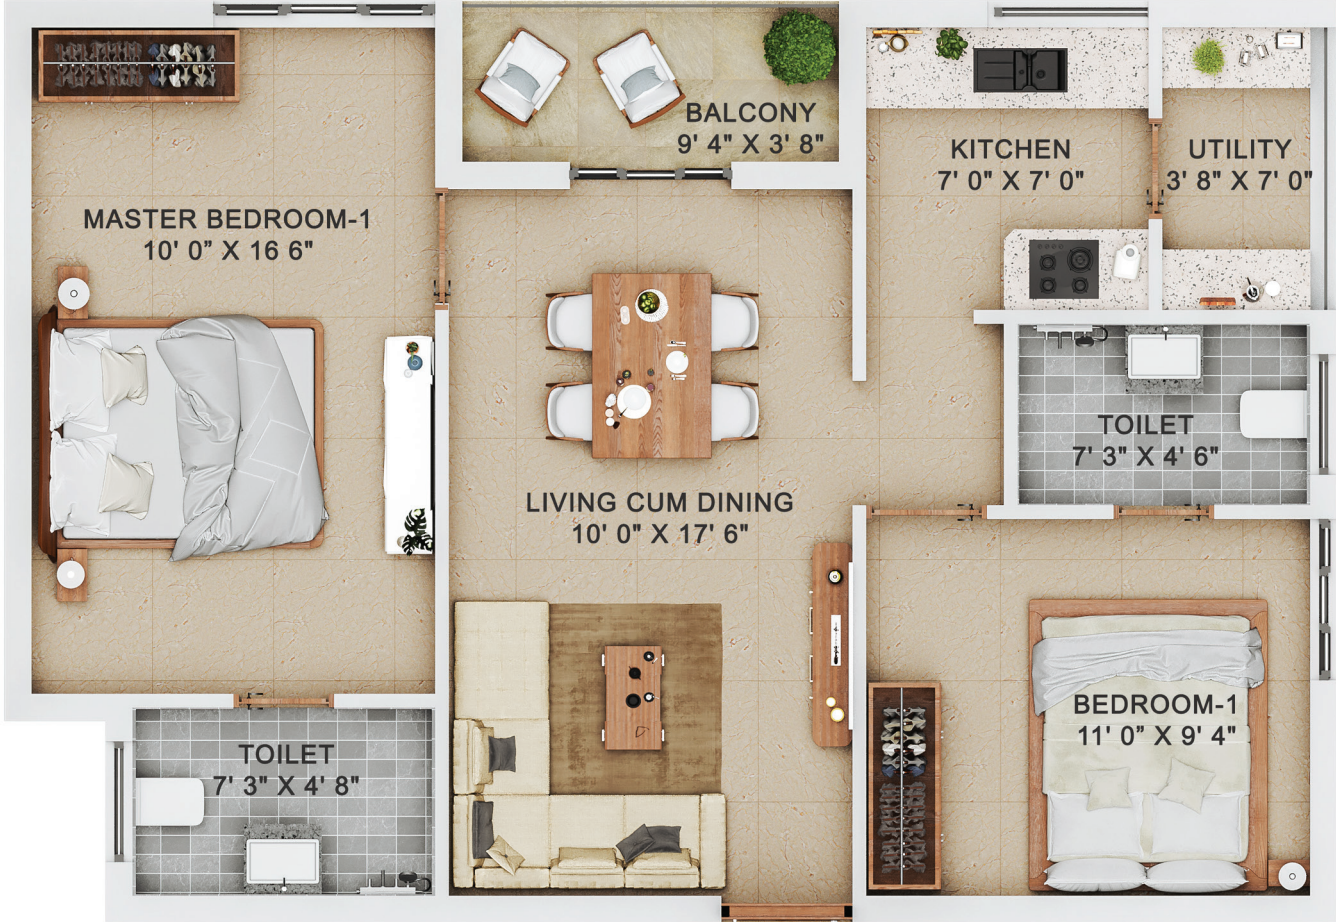 BALCONY
9' 4" X 3' 8"
KITCHEN
7' 0" X 7' 0"
UTILITY
3' 8" X 7' 0"
MASTER BEDROOM-1
10' 0" X 16 6"
TOILET
7' 3" X 4' 6"
LIVING CUM DINING
10' 0" X 17' 6"
BEDROOM-1
11' 0" X 9' 4"
TOILET
7' 3" X 4' 8"